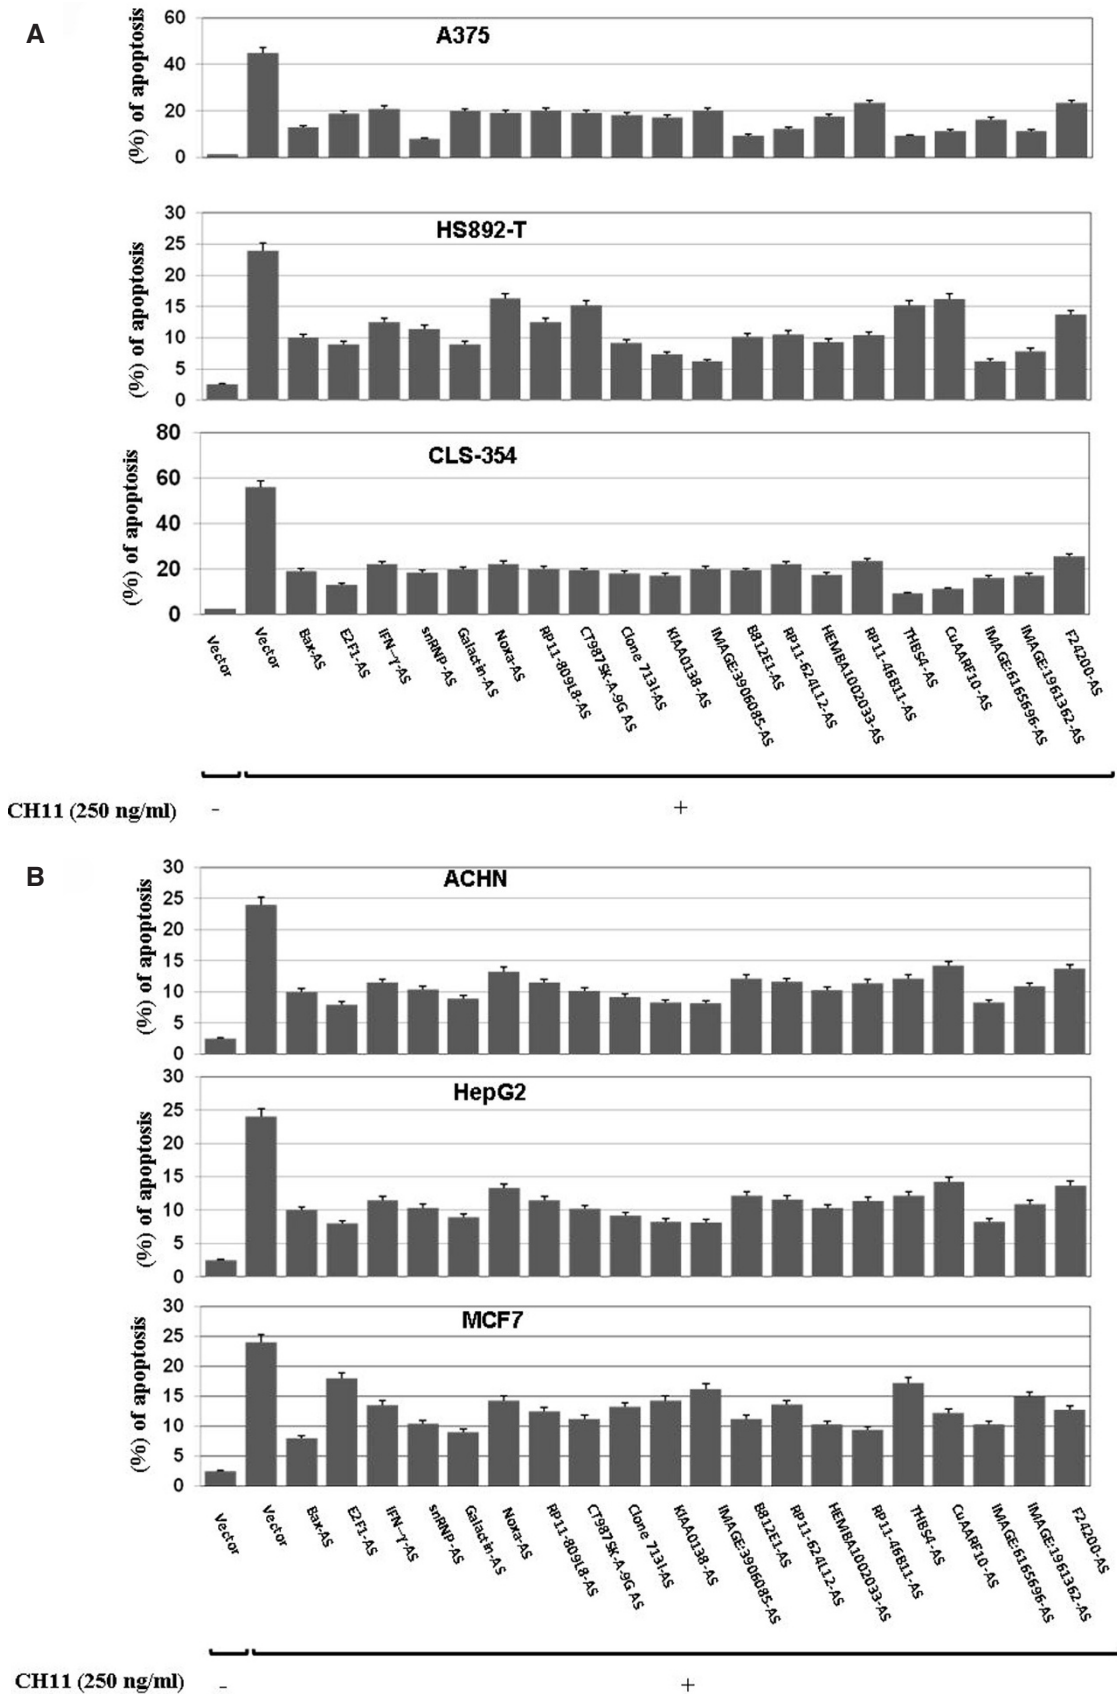 A
A375
(%) of apoptosis
60
40
20
0
HS892-T
(%) of apoptosis
30
25
20
15
10
5
0
CLS-354
(%) of apoptosis
80
60
40
20
0
Vector
Vector
Bax-AS
E2F1-AS
IFN-γ-AS
snRNP-AS
Galactin-AS
Noxa-AS
RP11-809L8-AS
CT987SK-A-9G AS
Clone 713I-AS
KIAA0138-AS
IMAGE:3906085-AS
B812E1-AS
RP11-624L12-AS
HEMBA1002033-AS
RP11-46B11-AS
THBS4-AS
CuAARF10-AS
IMAGE:6165696-AS
IMAGE:1961362-AS
F24200-AS
CH11 (250 ng/ml) - +
B
ACHN
(%) of apoptosis
30
25
20
15
10
5
0
HepG2
(%) of apoptosis
30
25
20
15
10
5
0
MCF7
(%) of apoptosis
30
25
20
15
10
5
0
Vector
Vector
Bax-AS
E2F1-AS
IFN-γ-AS
snRNP-AS
Galactin-AS
Noxa-AS
RP11-809L8-AS
CT987SK-A-9G AS
Clone 713I-AS
KIAA0138-AS
IMAGE:3906085-AS
B812E1-AS
RP11-624L12-AS
HEMBA1002033-AS
RP11-46B11-AS
THBS4-AS
CuAARF10-AS
IMAGE:6165696-AS
IMAGE:1961362-AS
F24200-AS
CH11 (250 ng/ml) - +